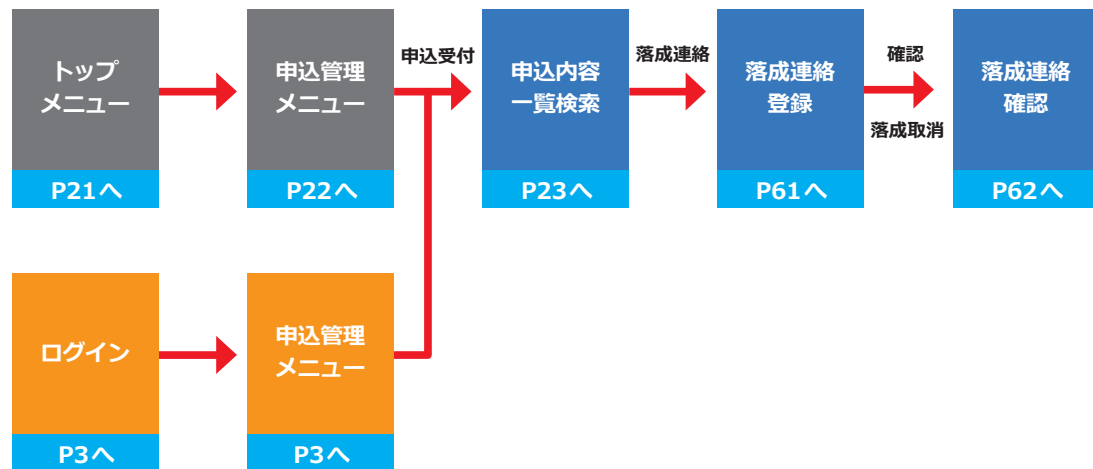 トップ
メニュー
P21へ
申込管理
メニュー
P22へ
申込受付
申込内容
一覧検索
P23へ
落成連絡
落成連絡
登録
P61へ
確認
落成取消
落成連絡
確認
P62へ
ログイン
P3へ
申込管理
メニュー
P3へ